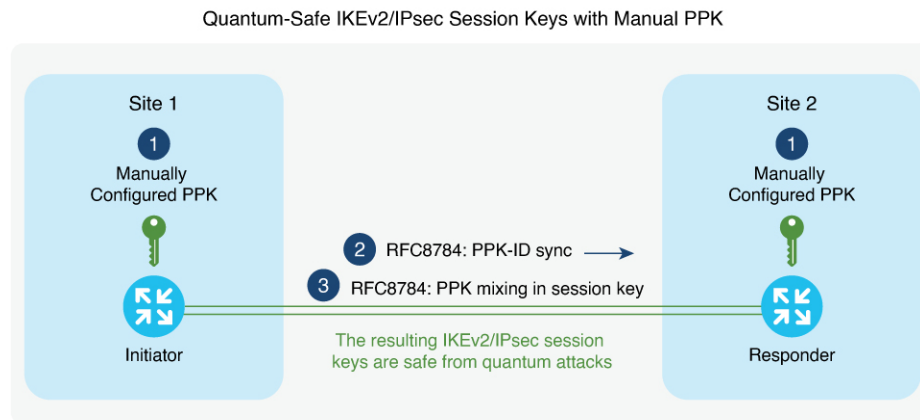 Quantum-Safe IKEv2/IPsec Session Keys with Manual PPK
Site 1
1
Manually
Configured PPK
Initiator
2 RFC8784: PPK-ID sync
3 RFC8784: PPK mixing in session key
The resulting IKEv2/IPsec session
keys are safe from quantum attacks
Site 2
1
Manually
Configured PPK
Responder